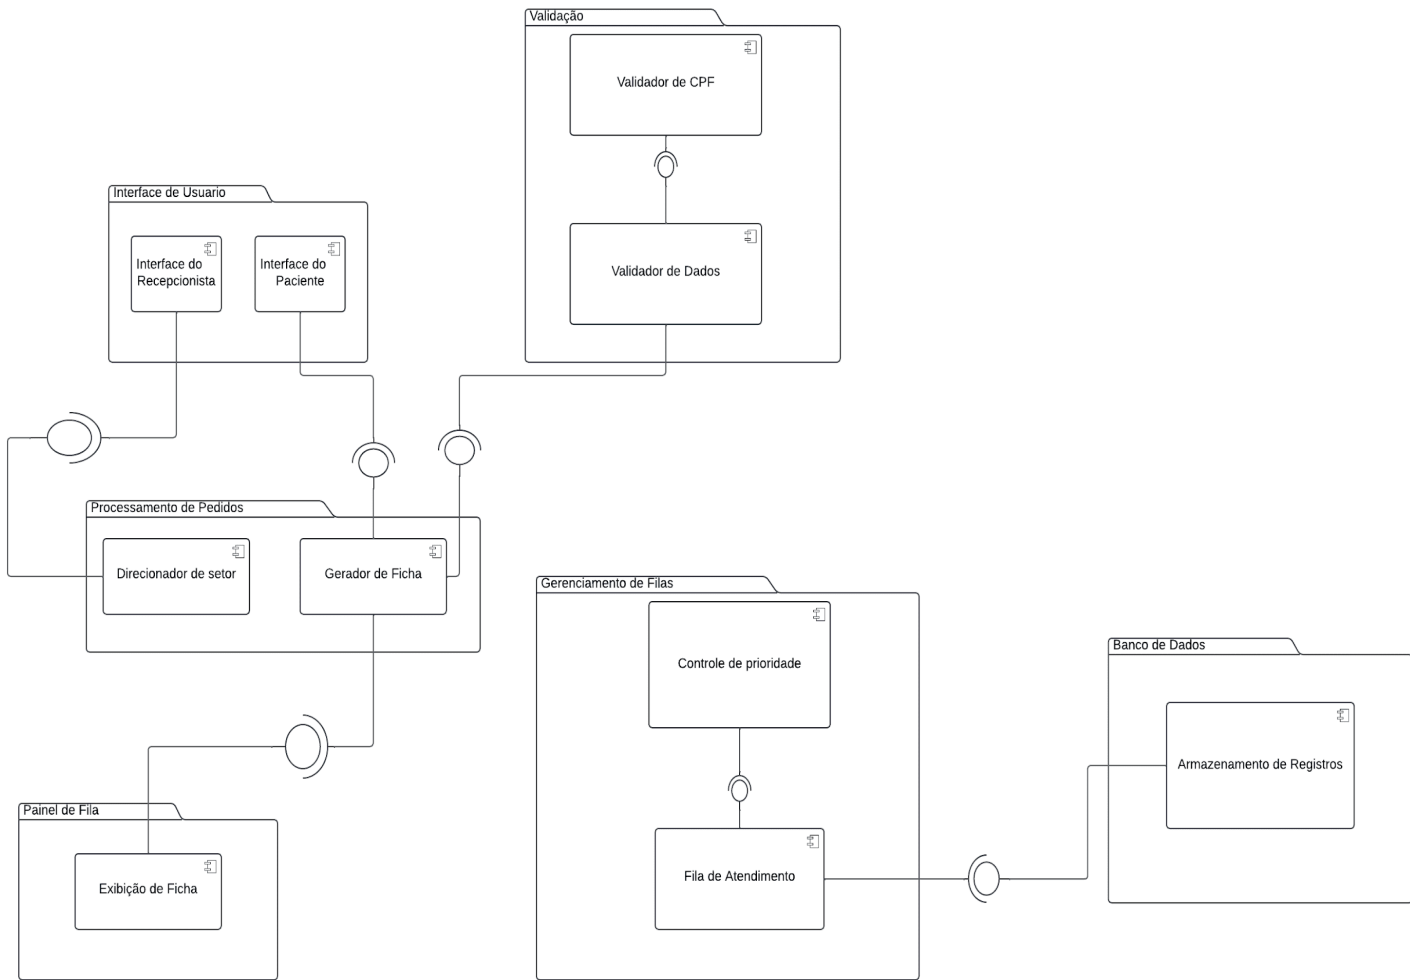 Validação
Validador de CPF
Validador de Dados
Interface de Usuario
Interface do
Recepcionista
Interface do
Paciente
Processamento de Pedidos
Direcionador de setor
Gerador de Ficha
Gerenciamento de Filas
Controle de prioridade
Fila de Atendimento
Banco de Dados
Armazenamento de Registros
Painel de Fila
Exibição de Ficha